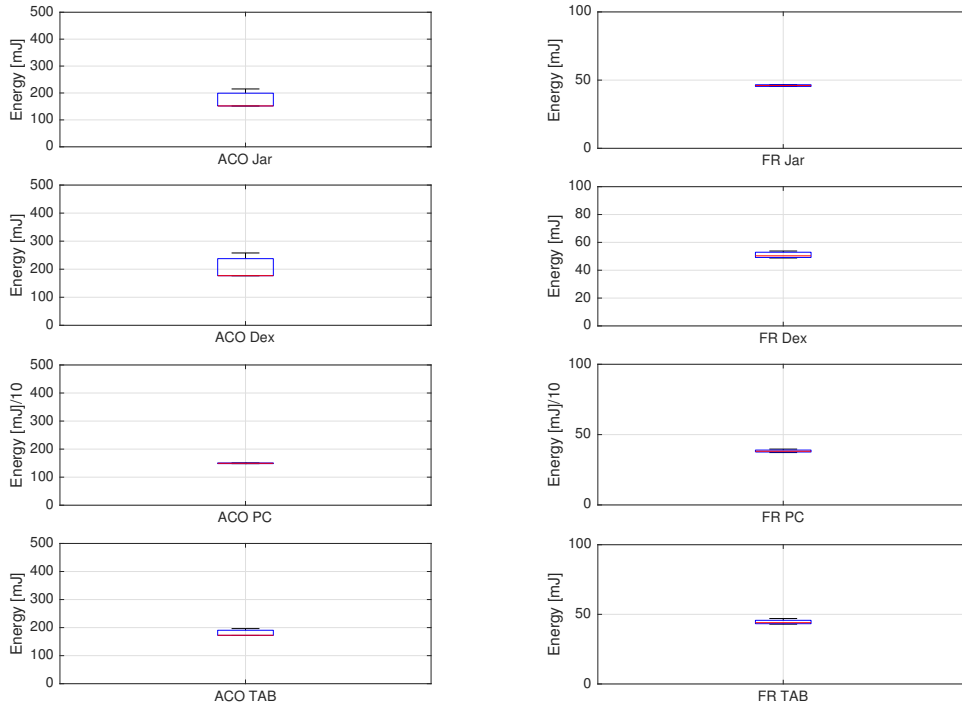 Energy [mJ]
500
400
300
200
100
0
ACO Jar
Energy [mJ]
100
50
0
FR Jar
Energy [mJ]
500
400
300
200
100
0
ACO Dex
Energy [mJ]
100
80
60
40
20
0
FR Dex
Energy [mJ]/10
500
400
300
200
100
0
ACO PC
Energy [mJ]/10
100
50
0
FR PC
Energy [mJ]
500
400
300
200
100
0
ACO TAB
Energy [mJ]
100
50
0
FR TAB